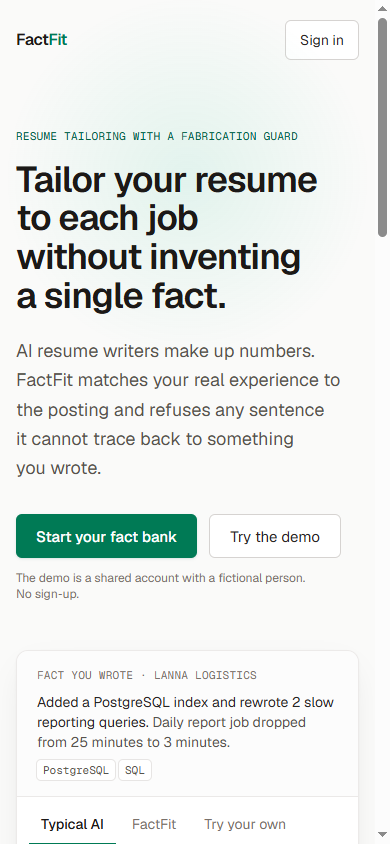 FactFit
Sign in
RESUME TAILORING WITH A FABRICATION GUARD
Tailor your resume
to each job
without inventing
a single fact.
AI resume writers make up numbers.
FactFit matches your real experience to
the posting and refuses any sentence
it cannot trace back to something
you wrote.
Start your fact bank
Try the demo
The demo is a shared account with a fictional person.
No sign-up.
FACT YOU WROTE · LANNA LOGISTICS
Added a PostgreSQL index and rewrote 2 slow
reporting queries. Daily report job dropped
from 25 minutes to 3 minutes.
PostgreSQL
SQL
Typical AI
FactFit
Try your own